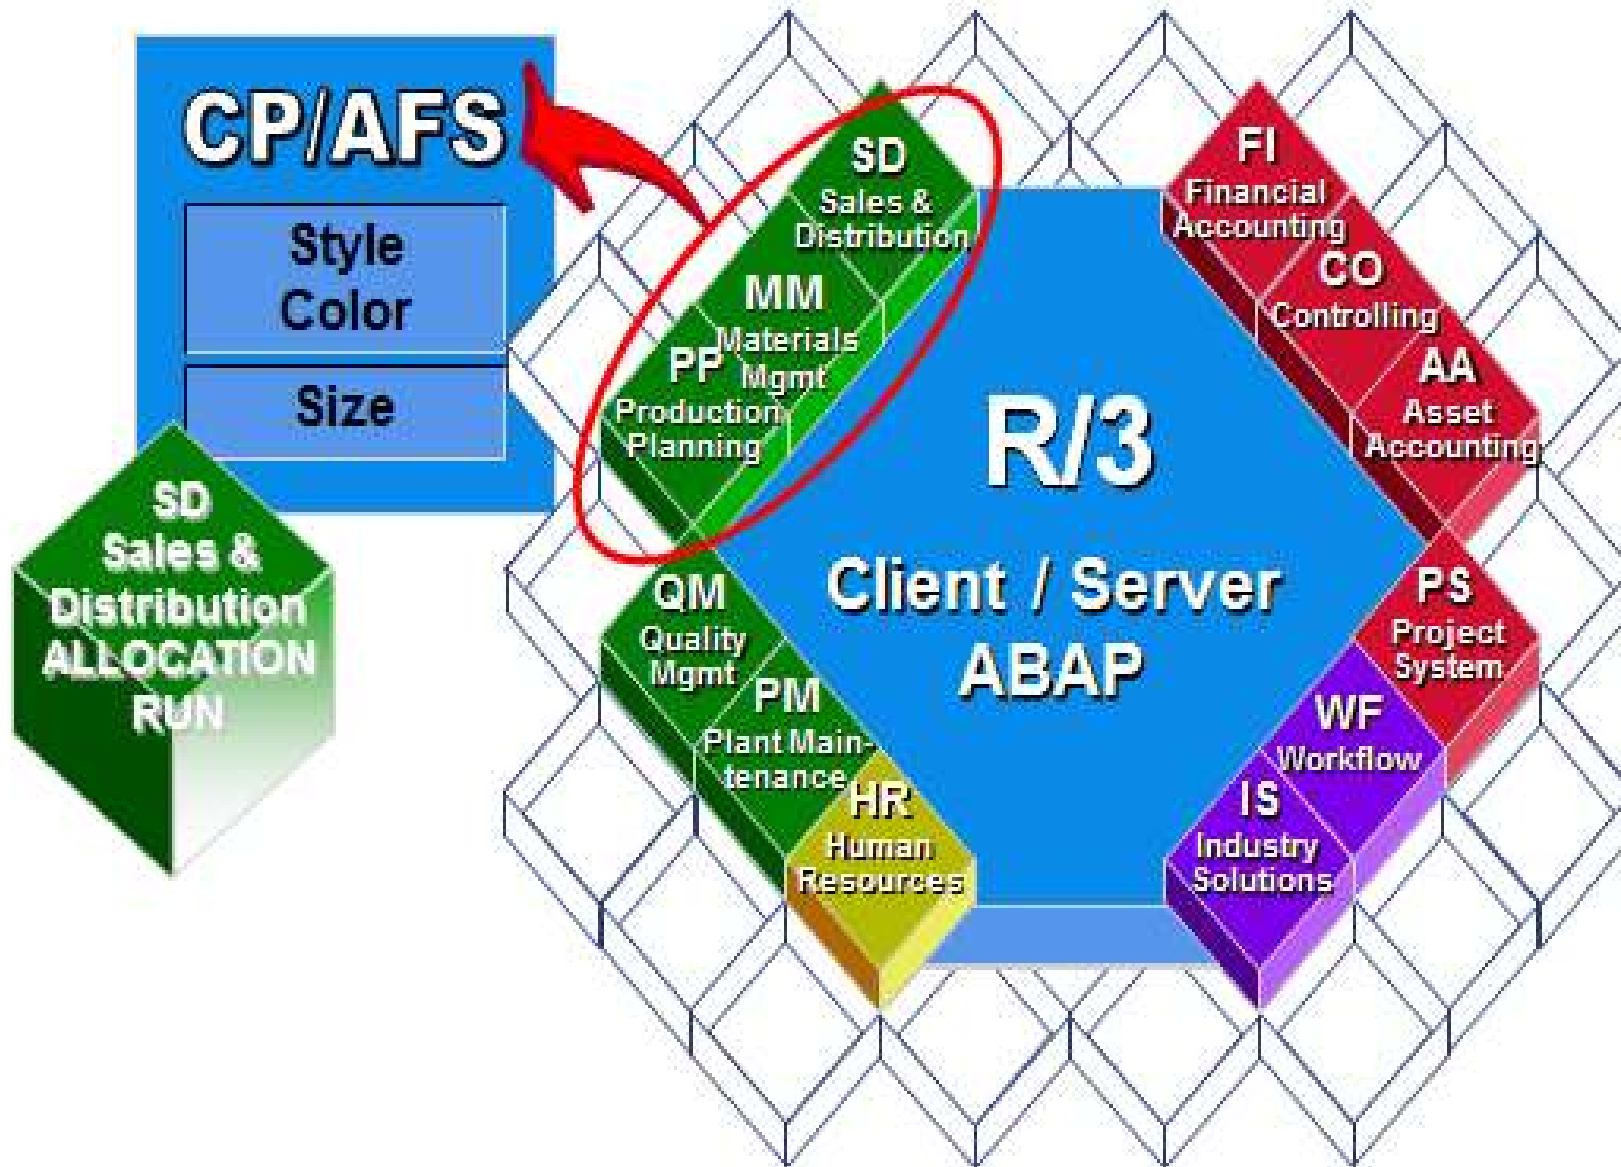 CP/AFS
Style
Color
Size
SD
Sales &
Distribution
ALLOCATION
RUN
SD
Sales &
Distribution
MM
Materials
Mgmt
PP
Production
Planning
QM
Quality
Mgmt
PM
Plant Main-
tenance
HR
Human
Resources
R/3
Client / Server
ABAP
FI
Financial
Accounting
CO
Controlling
AA
Asset
Accounting
PS
Project
System
WF
Workflow
IS
Industry
Solutions